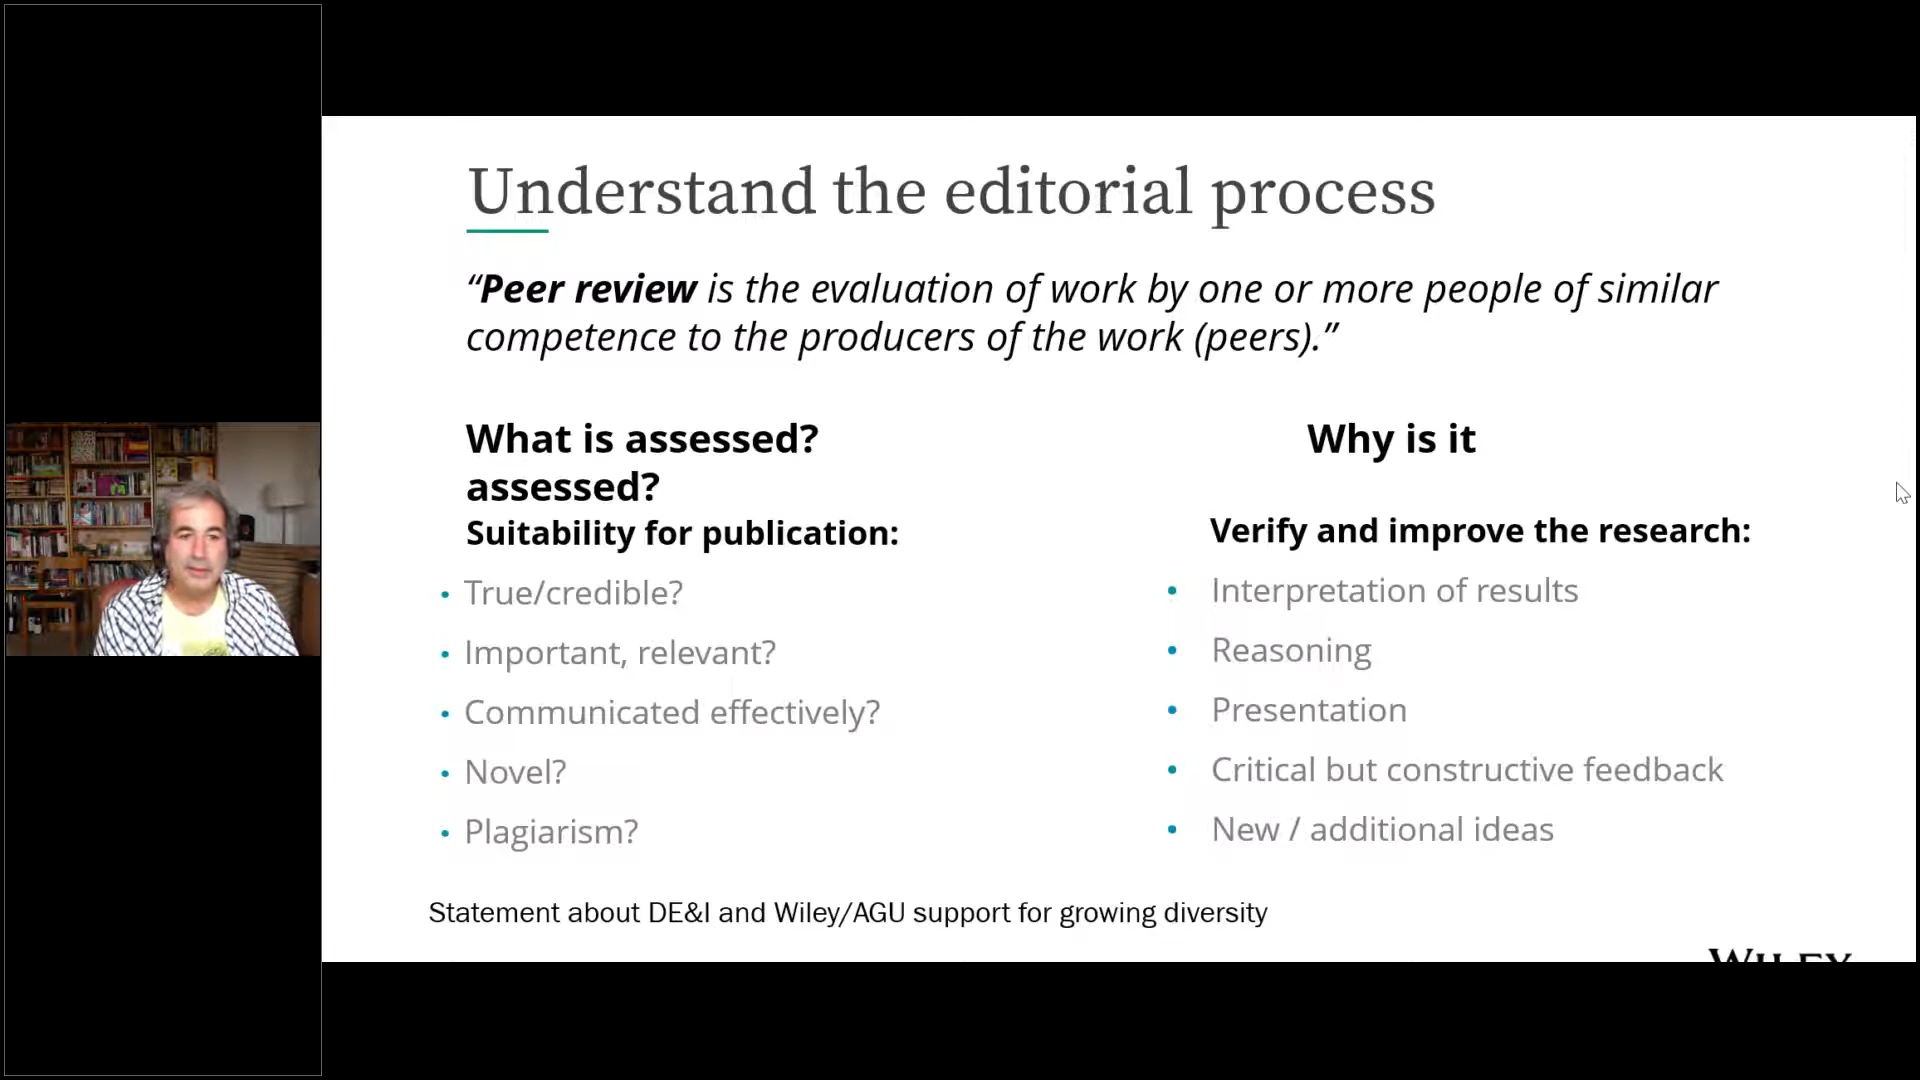 Understand the editorial process
“Peer review is the evaluation of work by one or more people of similar
competence to the producers of the work (peers).”
What is assessed? Why is it
assessed?
Suitability for publication:
• True/credible?
• Important, relevant?
• Communicated effectively?
• Novel?
• Plagiarism?
Verify and improve the research:
• Interpretation of results
• Reasoning
• Presentation
• Critical but constructive feedback
• New / additional ideas
Statement about DE&I and Wiley/AGU support for growing diversity
WILEY